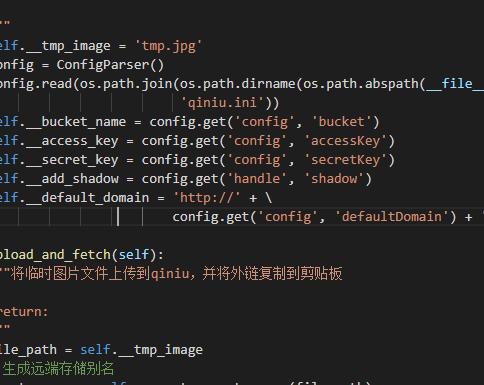 """
elf.__tmp_image = 'tmp.jpg'
onfig = ConfigParser()
onfig.read(os.path.join(os.path.dirname(os.path.abspath(__file__
'qiniu.ini'))
elf.__bucket_name = config.get('config', 'bucket')
elf.__access_key = config.get('config', 'accessKey')
elf.__secret_key = config.get('config', 'secretKey')
elf.__add_shadow = config.get('handle', 'shadow')
elf.__default_domain = 'http://' + \
config.get('config', 'defaultDomain') + '
pload_and_fetch(self):
""将临时图片文件上传到qiniu，并将外链复制到剪贴板
return:
""
ile_path = self.__tmp_image
生成远端存储别名